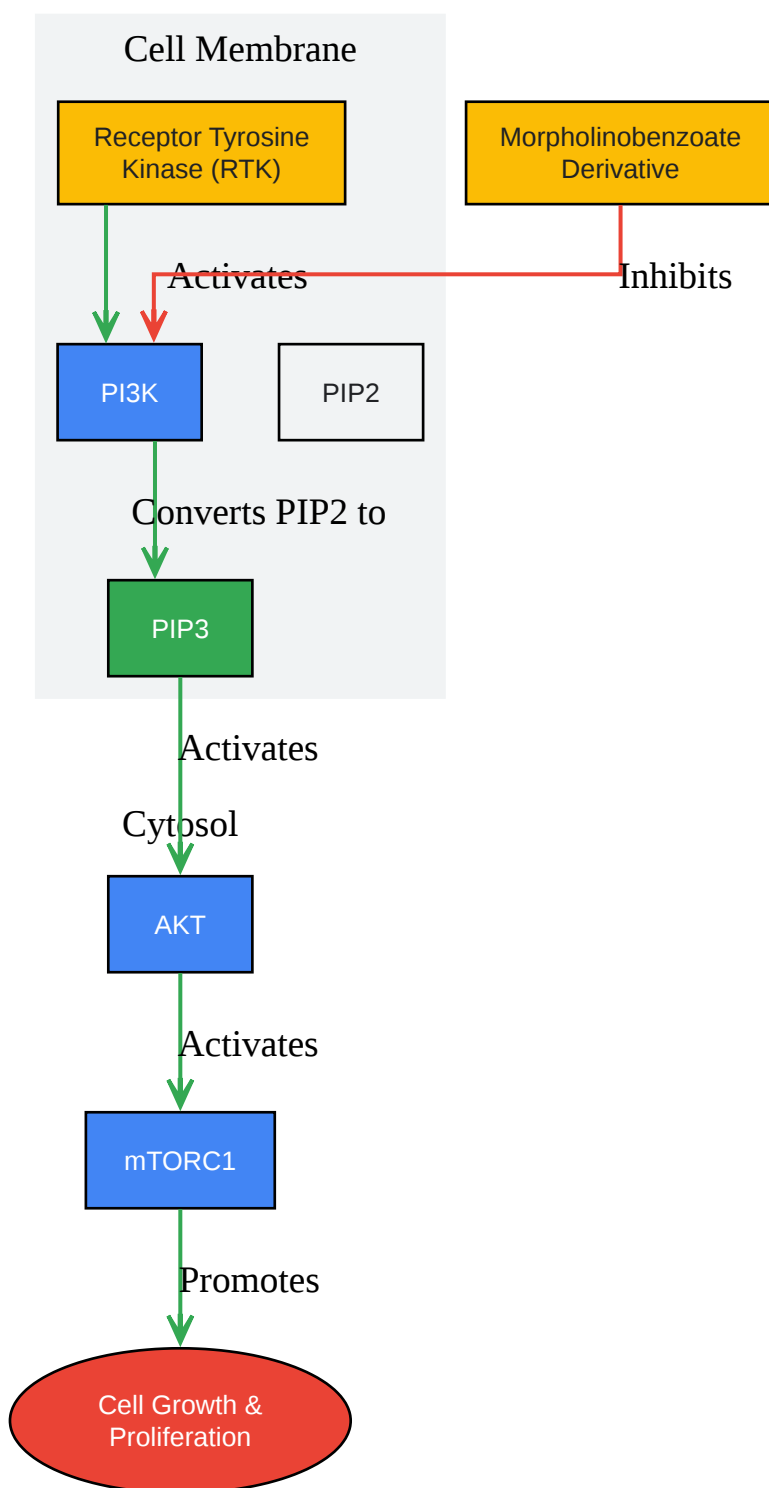 Cell Membrane
Receptor Tyrosine
Kinase (RTK)
Morpholinobenzoate
Derivative
Activates
Inhibits
PI3K
PIP2
Converts PIP2 to
PIP3
Activates
Cytosol
AKT
Activates
mTORC1
Promotes
Cell Growth &
Proliferation